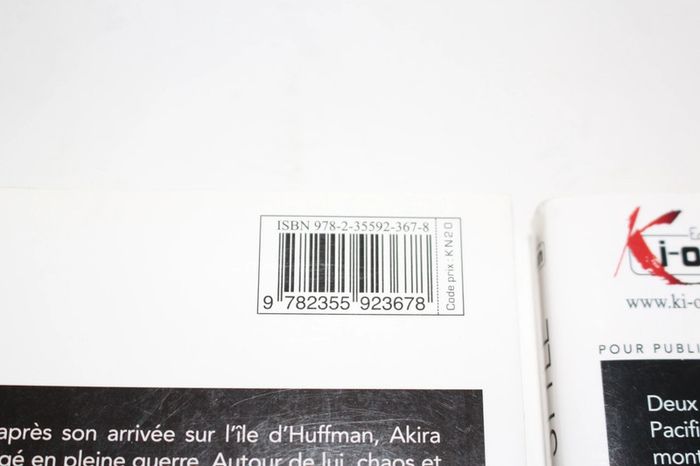 ISBN 978-2-35592-367-8
9 782355 923678
Code prix : KN20
après son arrivée sur l'île d'Huffman, Akira
gé en pleine guerre. Autour de lui, chaos et
Ki-o
www.ki-o
POUR PUBLI
Deux
Pacifi
mont